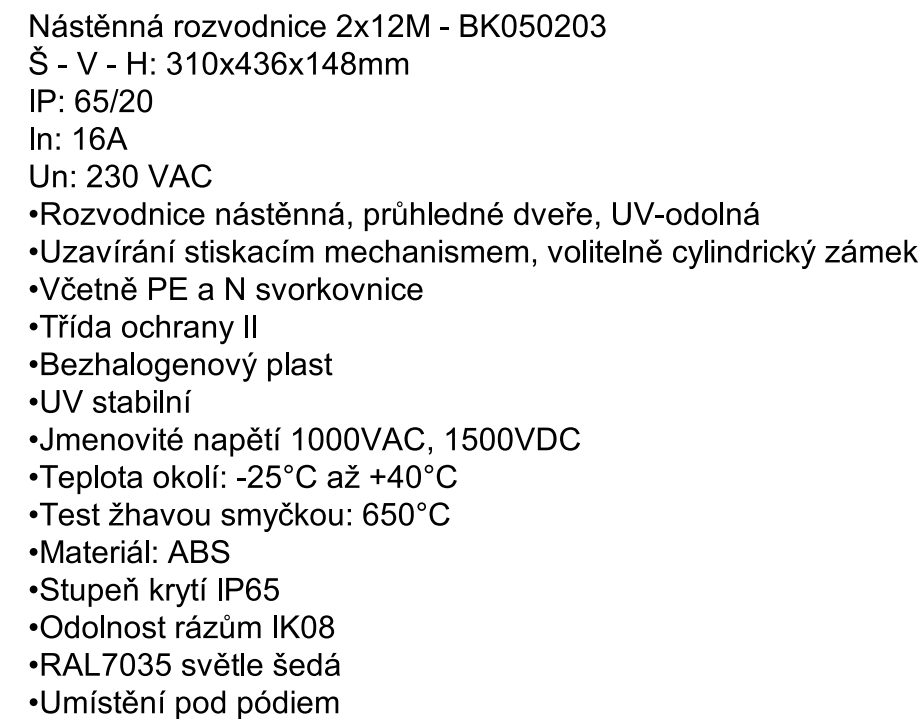 Nástěnná rozvodnice 2x12M - BK050203
Š - V - H: 310x436x148mm
IP: 65/20
In: 16A
Un: 230 VAC
•Rozvodnice nástěnná, průhledné dveře, UV-odolná
•Uzavírání stiskacím mechanismem, volitelně cylindrický zámek
•Včetně PE a N svorkovnice
•Třída ochrany II
•Bezhalogenový plast
•UV stabilní
•Jmenovité napětí 1000VAC, 1500VDC
•Teplota okolí: -25°C až +40°C
•Test žhavou smyčkou: 650°C
•Materiál: ABS
•Stupeň krytí IP65
•Odolnost rázům IK08
•RAL7035 světle šedá
•Umístění pod pódiem